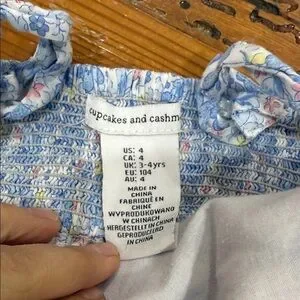 cupcakes and cashm
US: 4
CA: 4
UK: 3-4yrs
EU: 104
AU: 4
MADE IN
CHINA
FABRIQUÉ EN
CHINE
WYPRODUKOWANO
W CHINACH
HERGESTELLT IN CHINA
GEPRODUCEERD
IN CHINA